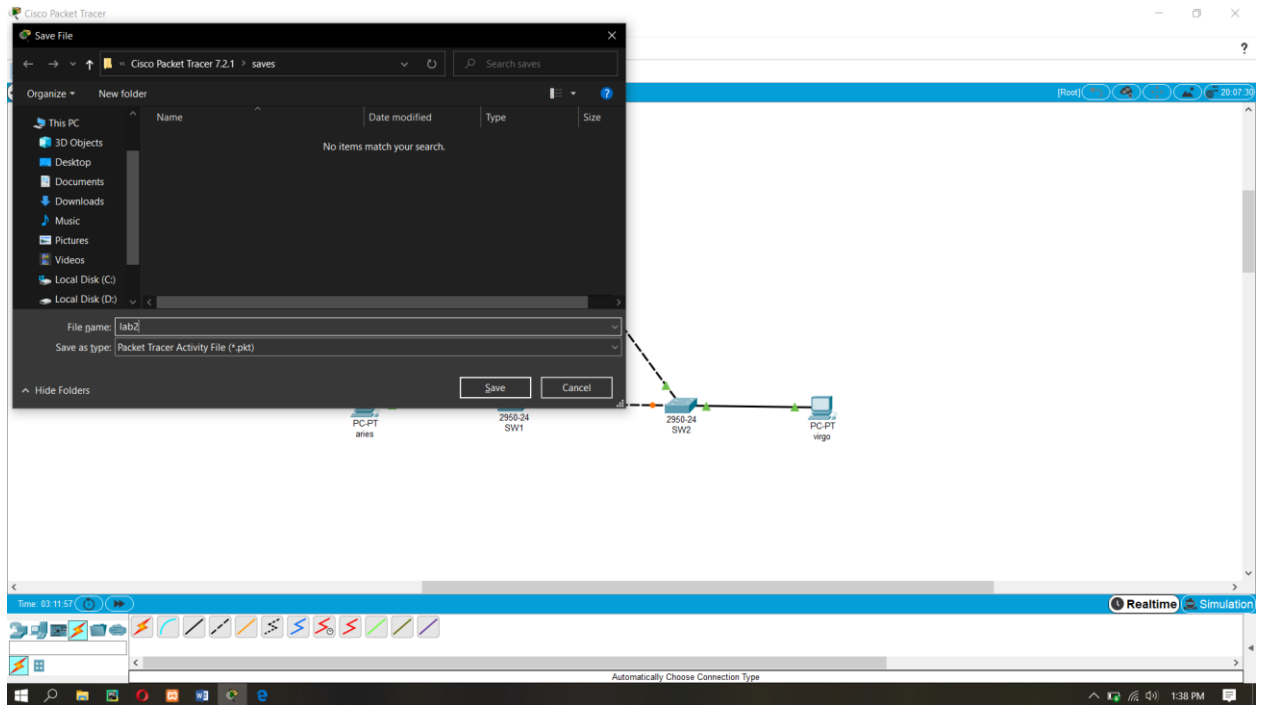 Cisco Packet Tracer
Save File
?
« Cisco Packet Tracer 7.2.1 > saves
Search saves
Organize
New folder
?
[Root]
20:07:30
Name
Date modified
Type
Size
This PC
3D Objects
Desktop
Documents
Downloads
Music
Pictures
Videos
Local Disk (C:)
Local Disk (D:)
No items match your search.
File name: lab2
Save as type: Packet Tracer Activity File (*.pkt)
Hide Folders
Save
Cancel
PC-PT
aries
2950-24
SW1
2950-24
SW2
PC-PT
virgo
Time: 03:11:57
Realtime
Simulation
Automatically Choose Connection Type
1:38 PM